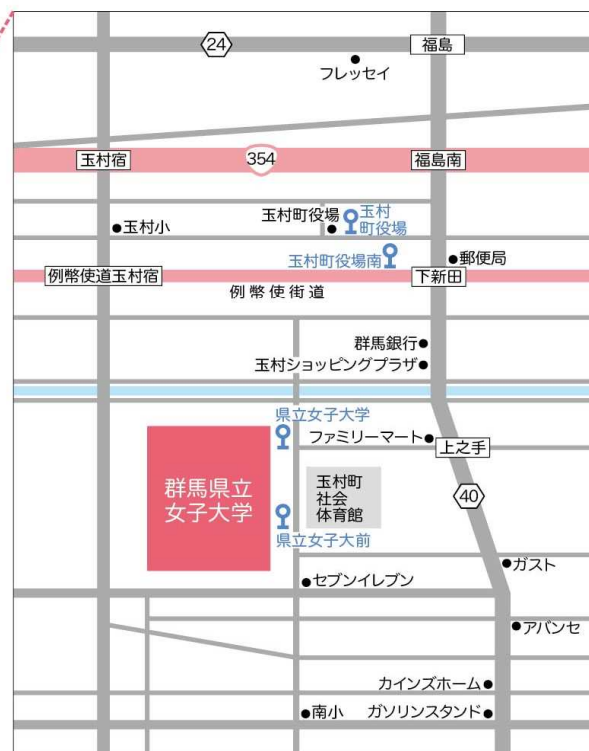 24
福島
フレッセイ
玉村宿
354
福島南
玉村小
玉村町役場
玉村
町役場
玉村町役場南
郵便局
例幣使道玉村宿
下新田
例幣使街道
群馬銀行
玉村ショッピングプラザ
県立女子大学
ファミリーマート
上之手
群馬県立
女子大学
玉村町
社会
体育館
40
県立女子大前
ガスト
セブンイレブン
アバンセ
カインズホーム
南小
ガソリンスタンド